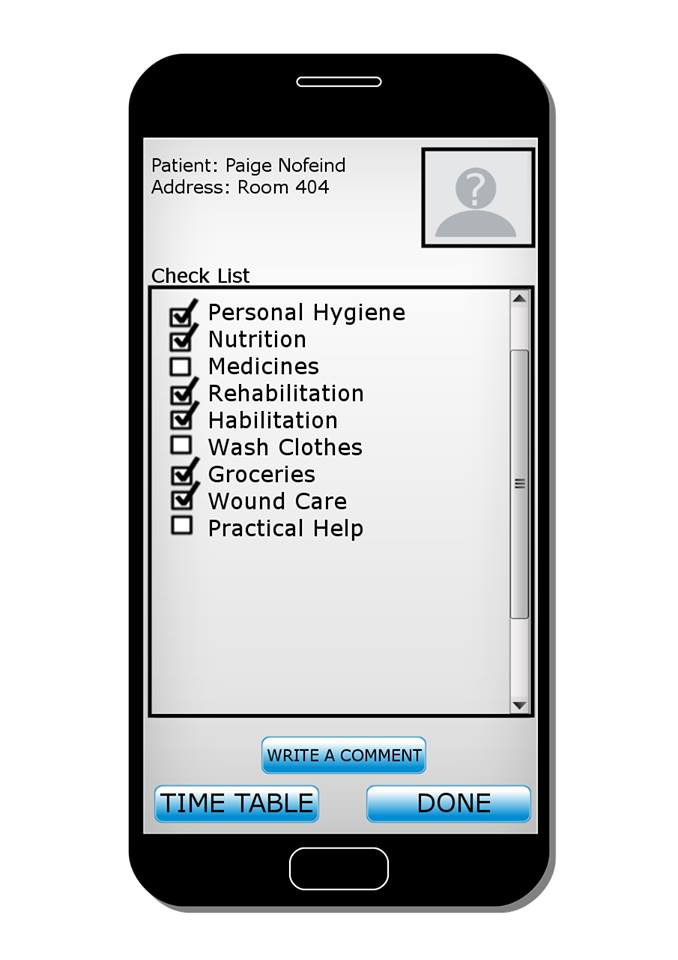 Patient: Paige Nofeind
Address: Room 404
?
Check List
Personal Hygiene
Nutrition
Medicines
Rehabilitation
Habilitation
Wash Clothes
Groceries
Wound Care
Practical Help
WRITE A COMMENT
TIME TABLE
DONE